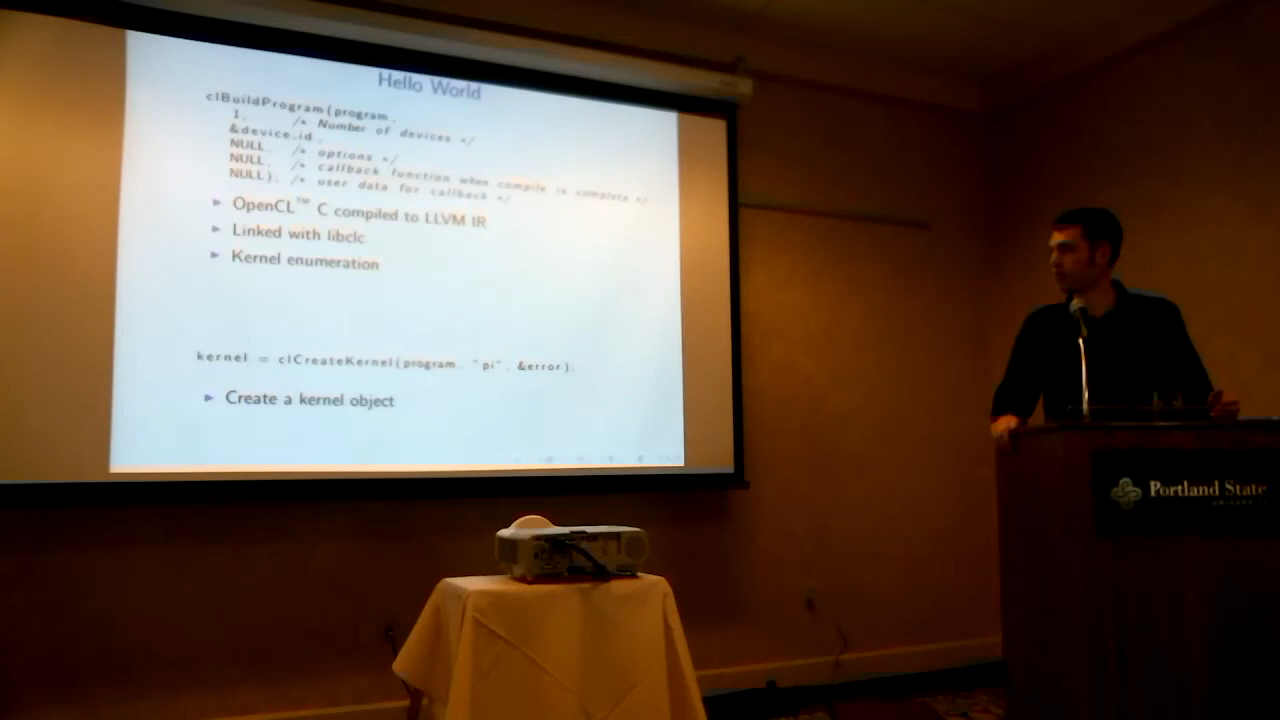 Hello World
clBuildProgram(program,
1, /* Number of devices */
&device_id,
NULL, /* options */
NULL, /* callback function when compile is complete */
NULL); /* user data for callback */
▶ OpenCL™ C compiled to LLVM IR
▶ Linked with libclc
▶ Kernel enumeration
kernel = clCreateKernel(program, "pi", &error);
▶ Create a kernel object
Portland State